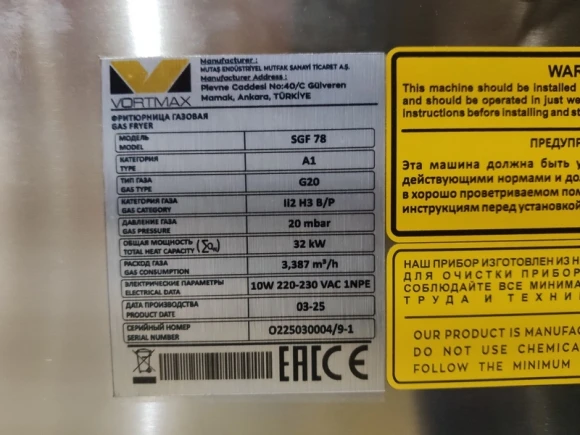 VORTMAX
Manufacturer :
MUTAŞ ENDÜSTRİYEL MUTFAK SANAYİ TİCARET A.Ş.
Manufacturer Address :
Plevne Caddesi No:40/C Gülveren
Mamak, Ankara, TÜRKİYE
ФРИТЮРНИЦА ГАЗОВАЯ
GAS FRYER
МОДЕЛЬ
MODEL
SGF 78
КАТЕГОРИЯ
TYPE
A1
ТИП ГАЗА
GAS TYPE
G20
КАТЕГОРИЯ ГАЗА
GAS CATEGORY
II2 H3 B/P
ДАВЛЕНИЕ ГАЗА
GAS PRESSURE
20 mbar
ОБЩАЯ МОЩНОСТЬ
TOTAL HEAT CAPACITY (ΣQn)
32 kW
РАСХОД ГАЗА
GAS CONSUMPTION
3,387 m³/h
ЭЛЕКТРИЧЕСКИЕ ПАРАМЕТРЫ
ELECTRICAL DATA
10W 220-230 VAC 1NPE
ДАТА ПРОИЗВОДСТВА
PRODUCT DATE
03-25
СЕРИЙНЫЙ НОМЕР
SERIAL NUMBER
O225030004/9-1
EAC CE
WAR
This machine should be installed
and should be operated in just we
instructions before installing and st
ПРЕДУПР
Эта машина должна быть у
действующими нормами и до
в хорошо проветриваемом пом
инструкциям перед установкой
НАШ ПРИБОР ИЗГОТОВЛЕН ИЗ Н
ДЛЯ ОЧИСТКИ ПРИБОР
СОБЛЮДАЙТЕ ВСЕ МИНИМА
ТРУДА И ТЕХНИ
OUR PRODUCT IS MANUFAC
DO NOT USE CHEMICA
FOLLOW THE MINIMUM